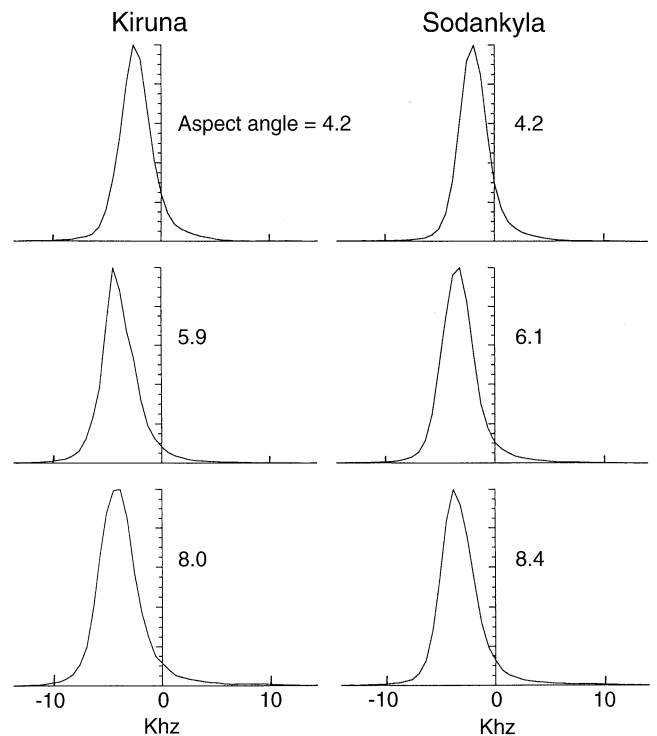 Kiruna Sodankyla
Aspect angle = 4.2 4.2
5.9 6.1
8.0 8.4
-10 0 10 -10 0 10
Khz Khz